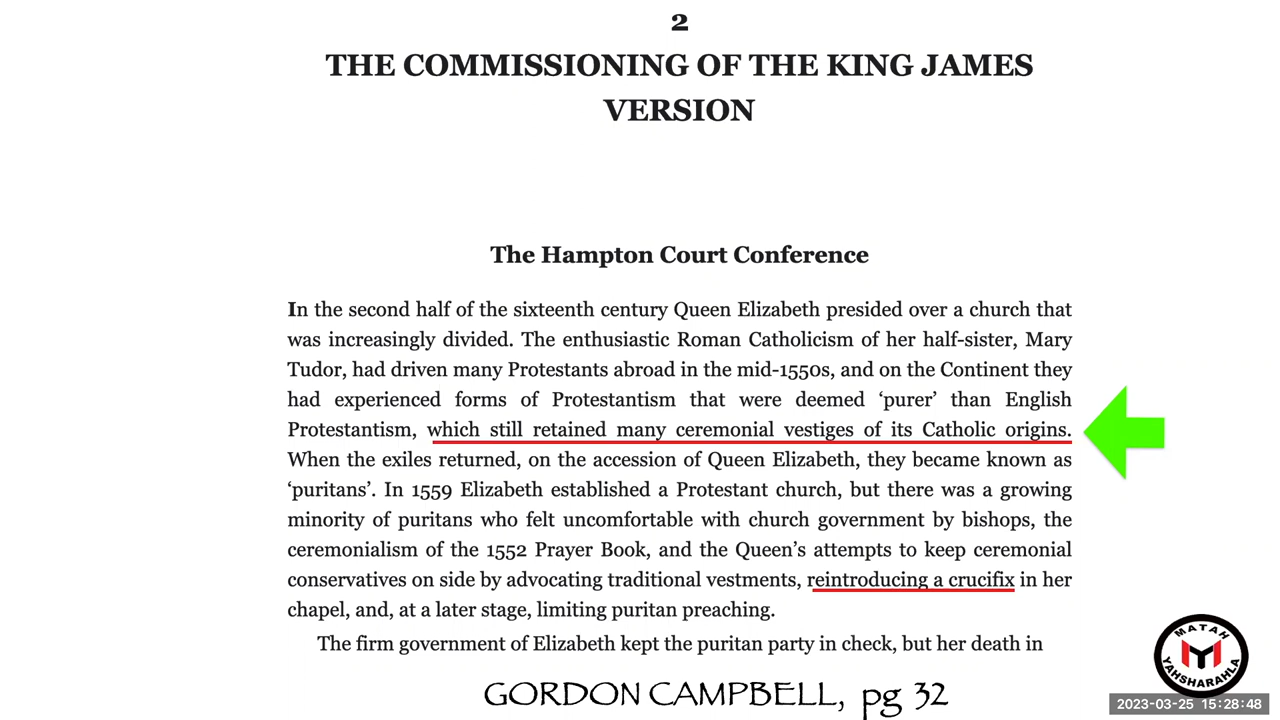 2
THE COMMISSIONING OF THE KING JAMES
VERSION
The Hampton Court Conference
In the second half of the sixteenth century Queen Elizabeth presided over a church that
was increasingly divided. The enthusiastic Roman Catholicism of her half-sister, Mary
Tudor, had driven many Protestants abroad in the mid-1550s, and on the Continent they
had experienced forms of Protestantism that were deemed ‘purer’ than English
Protestantism, which still retained many ceremonial vestiges of its Catholic origins.
When the exiles returned, on the accession of Queen Elizabeth, they became known as
‘puritans’. In 1559 Elizabeth established a Protestant church, but there was a growing
minority of puritans who felt uncomfortable with church government by bishops, the
ceremonialism of the 1552 Prayer Book, and the Queen’s attempts to keep ceremonial
conservatives on side by advocating traditional vestments, reintroducing a crucifix in her
chapel, and, at a later stage, limiting puritan preaching.
The firm government of Elizabeth kept the puritan party in check, but her death in
GORDON CAMPBELL, pg 32
MATAH
YAHSHARAHLA
2023-03-25 15:28:48